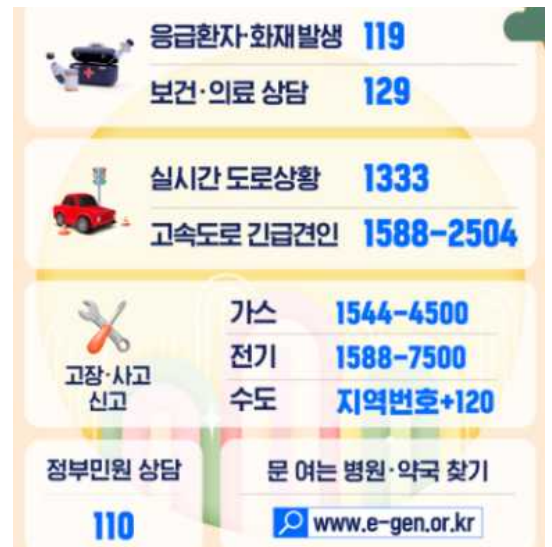 응급환자·화재발생 119
보건·의료 상담 129
실시간 도로상황 1333
고속도로 긴급견인 1588-2504
고장·사고
신고
가스 1544-4500
전기 1588-7500
수도 지역번호+120
정부민원 상담
110
문 여는 병원·약국 찾기
www.e-gen.or.kr